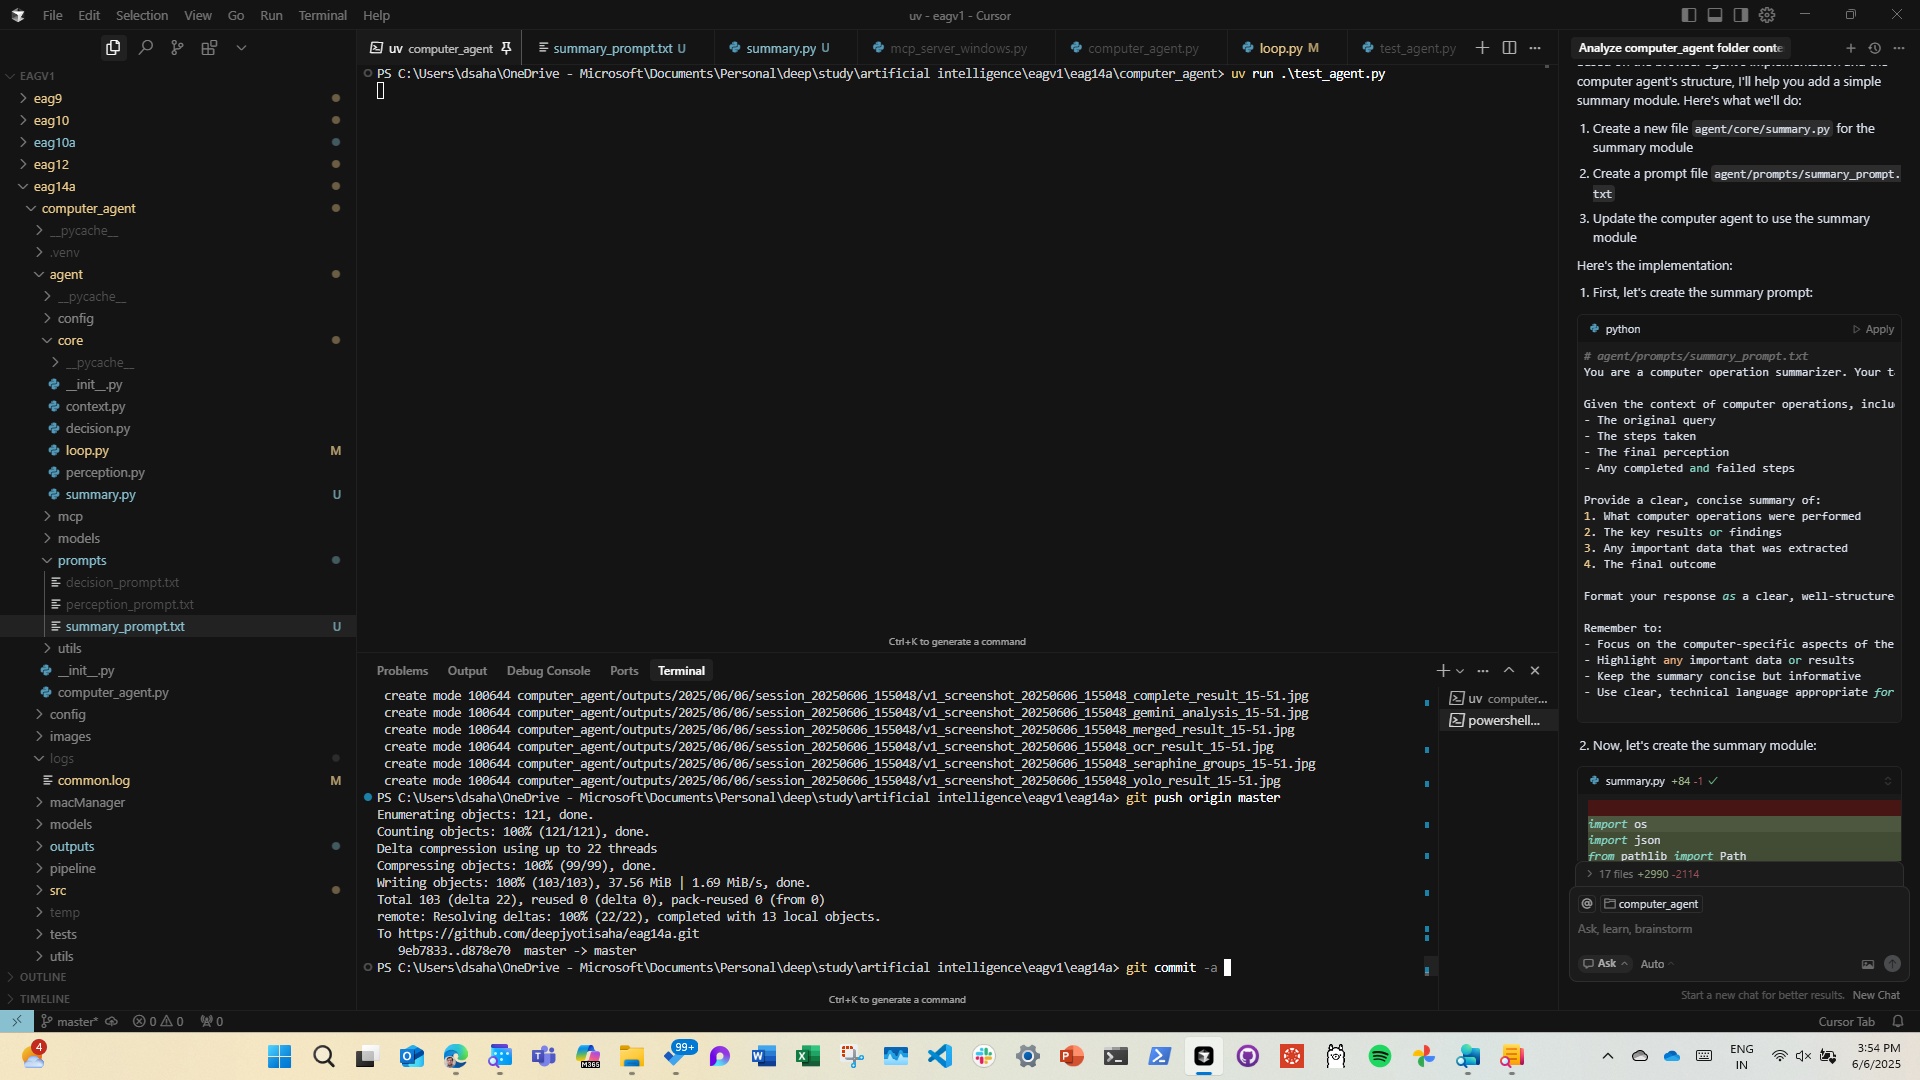 File Edit Selection View Go Run Terminal Help
uv - eagv1 - Cursor
EAGV1
eag9
eag10
eag10a
eag12
eag14a
computer_agent
__pycache__
.venv
agent
__pycache__
config
core
__pycache__
__init__.py
context.py
decision.py
loop.py M
perception.py
summary.py U
mcp
models
prompts
decision_prompt.txt
perception_prompt.txt
summary_prompt.txt U
utils
__init__.py
computer_agent.py
config
images
logs
common.log M
macManager
models
outputs
pipeline
src
temp
tests
utils
OUTLINE
TIMELINE
uv computer_agent
summary_prompt.txt U
summary.py U
mcp_server_windows.py
computer_agent.py
loop.py M
test_agent.py
PS C:\Users\dsaha\OneDrive - Microsoft\Documents\Personal\deep\study\artificial intelligence\eagv1\eag14a\computer_agent> uv run .\test_agent.py
Ctrl+K to generate a command
Problems Output Debug Console Ports Terminal
create mode 100644 computer_agent/outputs/2025/06/06/session_20250606_155048/v1_screenshot_20250606_155048_complete_result_15-51.jpg
create mode 100644 computer_agent/outputs/2025/06/06/session_20250606_155048/v1_screenshot_20250606_155048_gemini_analysis_15-51.jpg
create mode 100644 computer_agent/outputs/2025/06/06/session_20250606_155048/v1_screenshot_20250606_155048_merged_result_15-51.jpg
create mode 100644 computer_agent/outputs/2025/06/06/session_20250606_155048/v1_screenshot_20250606_155048_ocr_result_15-51.jpg
create mode 100644 computer_agent/outputs/2025/06/06/session_20250606_155048/v1_screenshot_20250606_155048_seraphine_groups_15-51.jpg
create mode 100644 computer_agent/outputs/2025/06/06/session_20250606_155048/v1_screenshot_20250606_155048_yolo_result_15-51.jpg
PS C:\Users\dsaha\OneDrive - Microsoft\Documents\Personal\deep\study\artificial intelligence\eagv1\eag14a> git push origin master
Enumerating objects: 121, done.
Counting objects: 100% (121/121), done.
Delta compression using up to 22 threads
Compressing objects: 100% (99/99), done.
Writing objects: 100% (103/103), 37.56 MiB | 1.69 MiB/s, done.
Total 103 (delta 22), reused 0 (delta 0), pack-reused 0 (from 0)
remote: Resolving deltas: 100% (22/22), completed with 13 local objects.
To https://github.com/deepjyotisaha/eag14a.git
9eb7833..d878e70 master -> master
PS C:\Users\dsaha\OneDrive - Microsoft\Documents\Personal\deep\study\artificial intelligence\eagv1\eag14a> git commit -a
Ctrl+K to generate a command
uv computer...
powershell...
Analyze computer_agent folder conte
computer agent's structure, I'll help you add a simple
summary module. Here's what we'll do:
1. Create a new file agent/core/summary.py for the
summary module
2. Create a prompt file agent/prompts/summary_prompt.
txt
3. Update the computer agent to use the summary
module
Here's the implementation:
1. First, let's create the summary prompt:
python Apply
# agent/prompts/summary_prompt.txt
You are a computer operation summarizer. Your t
Given the context of computer operations, inclu
- The original query
- The steps taken
- The final perception
- Any completed and failed steps
Provide a clear, concise summary of:
1. What computer operations were performed
2. The key results or findings
3. Any important data that was extracted
4. The final outcome
Format your response as a clear, well-structure
Remember to:
- Focus on the computer-specific aspects of the
- Highlight any important data or results
- Keep the summary concise but informative
- Use clear, technical language appropriate for
2. Now, let's create the summary module:
summary.py +84 -1
import os
import json
from pathlib import Path
17 files +2990 -2114
@ computer_agent
Ask, learn, brainstorm
Ask Auto
Start a new chat for better results. New Chat
master* 0 0 0
Cursor Tab
4
99+
M365
ENG
IN
3:54 PM
6/6/2025